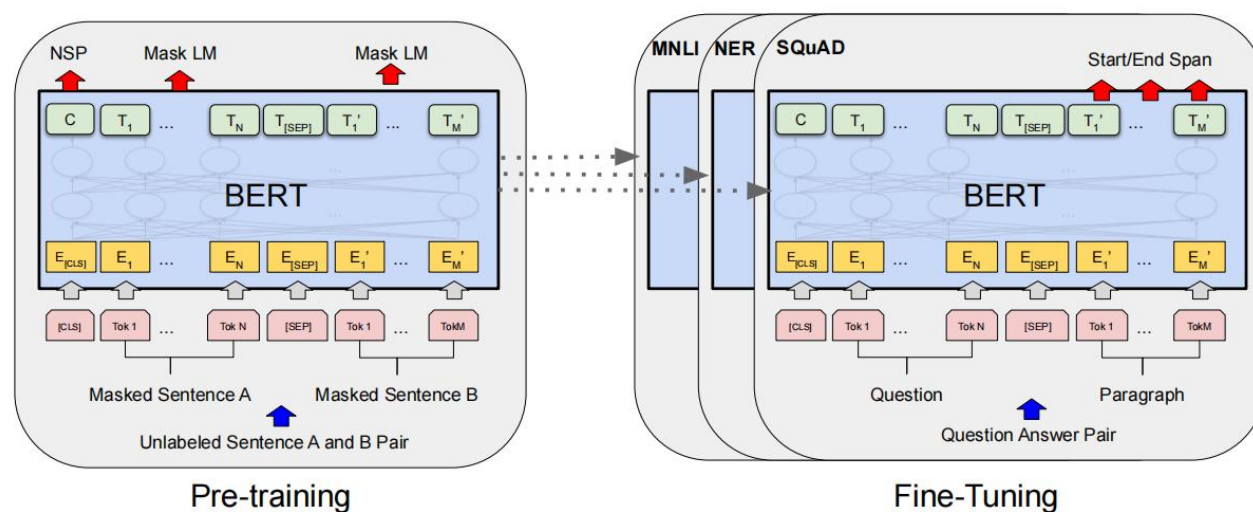 NSP Mask LM Mask LM
C T1 ... TN T[SEP] T1' ... TM'
...
BERT
...
E[CLS] E1 ... EN E[SEP] E1' ... EM'
[CLS] Tok 1 ... Tok N [SEP] Tok 1 ... TokM
Masked Sentence A Masked Sentence B
Unlabeled Sentence A and B Pair
Pre-training
MNLI NER SQuAD
Start/End Span
C T1 ... TN T[SEP] T1' ... TM'
...
BERT
...
E[CLS] E1 ... EN E[SEP] E1' ... EM'
[CLS] Tok 1 ... Tok N [SEP] Tok 1 ... TokM
Question Paragraph
Question Answer Pair
Fine-Tuning